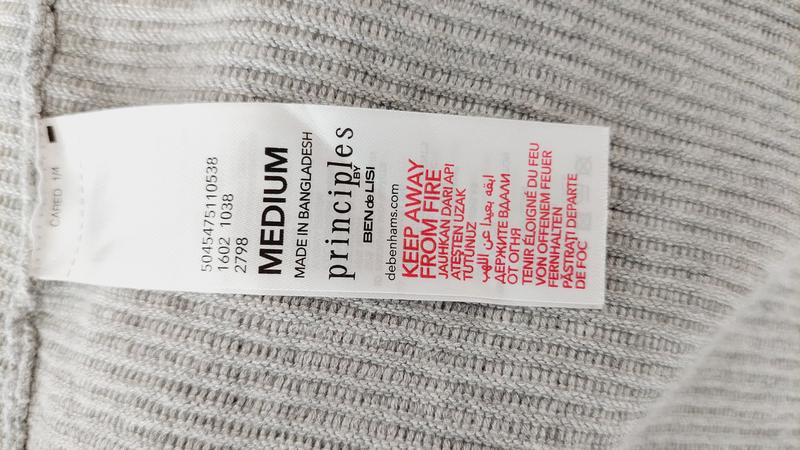 CARED 1/4
5045475110538
1602 1038
2798
MEDIUM
MADE IN BANGLADESH
principles
BY
BEN de LISI
debenhams.com
KEEP AWAY
FROM FIRE
JAUHKAN DARI API
ATEŞTEN UZAK
TUTUNUZ
ابقه بعيدا عن اللهب
ДЕРЖИТЕ ВДАЛИ
ОТ ОГНЯ
TENIR ÉLOIGNÉ DU FEU
VON OFFENEM FEUER
FERNHALTEN
PĂSTRAŢI DEPARTE
DE FOC